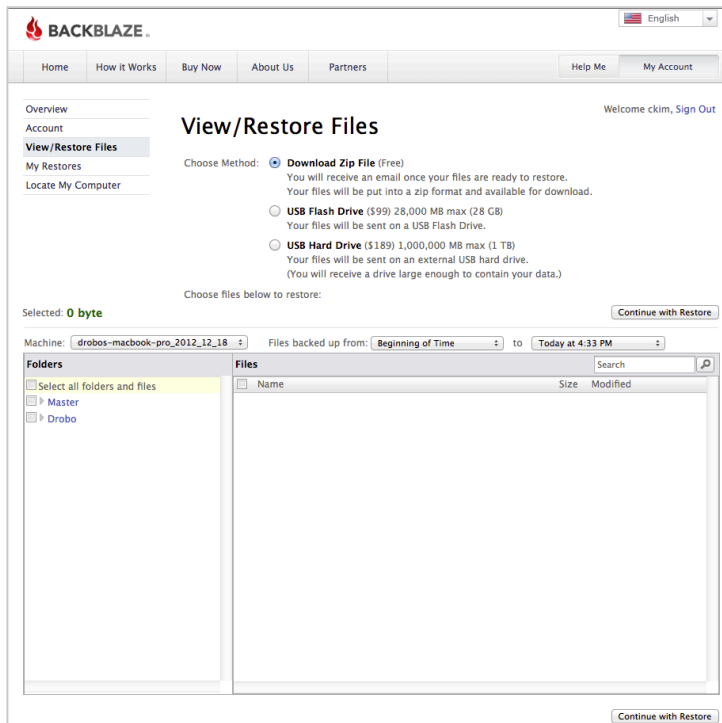 English
BACKBLAZE
Home How it Works Buy Now About Us Partners Help Me My Account
Overview
Account
View/Restore Files
My Restores
Locate My Computer
Welcome ckim, Sign Out
View/Restore Files
Choose Method: Download Zip File (Free)
You will receive an email once your files are ready to restore.
Your files will be put into a zip format and available for download.
USB Flash Drive ($99) 28,000 MB max (28 GB)
Your files will be sent on a USB Flash Drive.
USB Hard Drive ($189) 1,000,000 MB max (1 TB)
Your files will be sent on an external USB hard drive.
(You will receive a drive large enough to contain your data.)
Choose files below to restore:
Selected: 0 byte Continue with Restore
Machine: drobos-macbook-pro_2012_12_18 Files backed up from: Beginning of Time to Today at 4:33 PM
Folders Files Search
Select all folders and files Name Size Modified
Master
Drobo
Continue with Restore